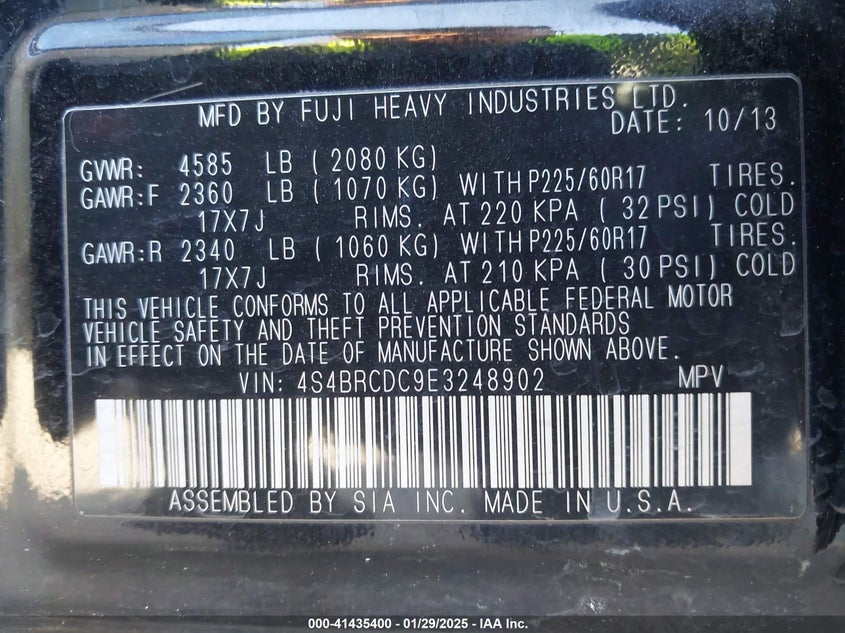 MFD BY FUJI HEAVY INDUSTRIES LTD.
DATE: 10/13
GVWR: 4585 LB ( 2080 KG)
GAWR:F 2360 LB ( 1070 KG) WITH P225/60R17 TIRES.
17X7J RIMS. AT 220 KPA ( 32 PSI) COLD
GAWR:R 2340 LB ( 1060 KG) WITH P225/60R17 TIRES.
17X7J RIMS. AT 210 KPA ( 30 PSI) COLD
THIS VEHICLE CONFORMS TO ALL APPLICABLE FEDERAL MOTOR
VEHICLE SAFETY AND THEFT PREVENTION STANDARDS
IN EFFECT ON THE DATE OF MANUFACTURE SHOWN ABOVE.
VIN: 4S4BRCDC9E3248902 MPV
ASSEMBLED BY SIA INC. MADE IN U.S.A.
000-41435400 - 01/29/2025 - IAA Inc.